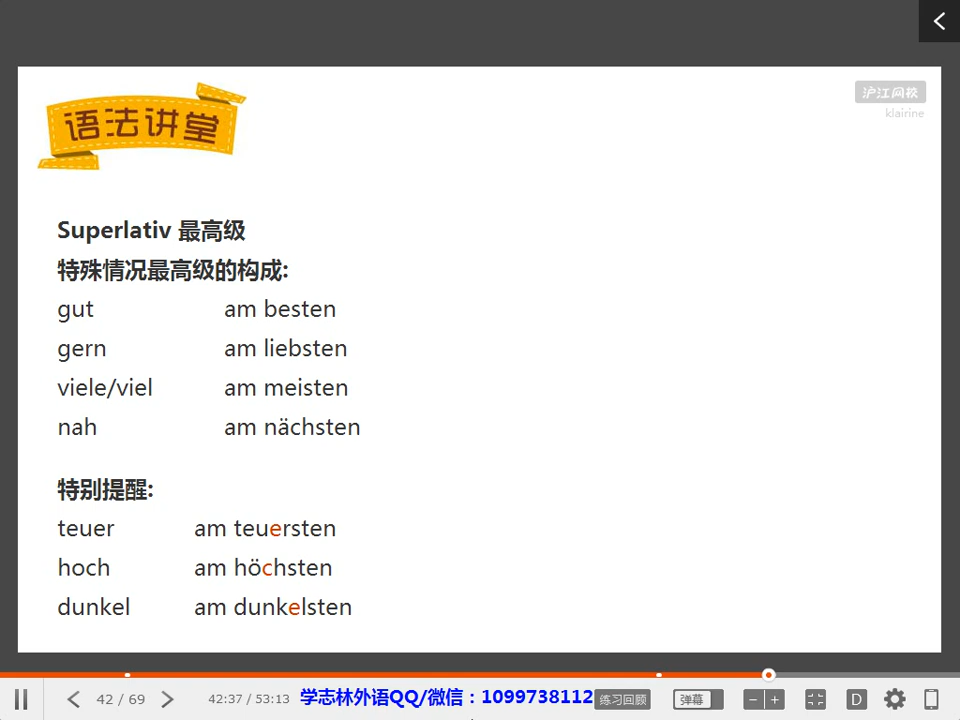 语法讲堂
沪江网校
klairine
Superlativ 最高级
特殊情况最高级的构成:
gut am besten
gern am liebsten
viele/viel am meisten
nah am nächsten
特别提醒:
teuer am teuersten
hoch am höchsten
dunkel am dunkelsten
42 / 69 42:37 / 53:13 学志林外语QQ/微信：1099738112 练习回顾 弹幕 D